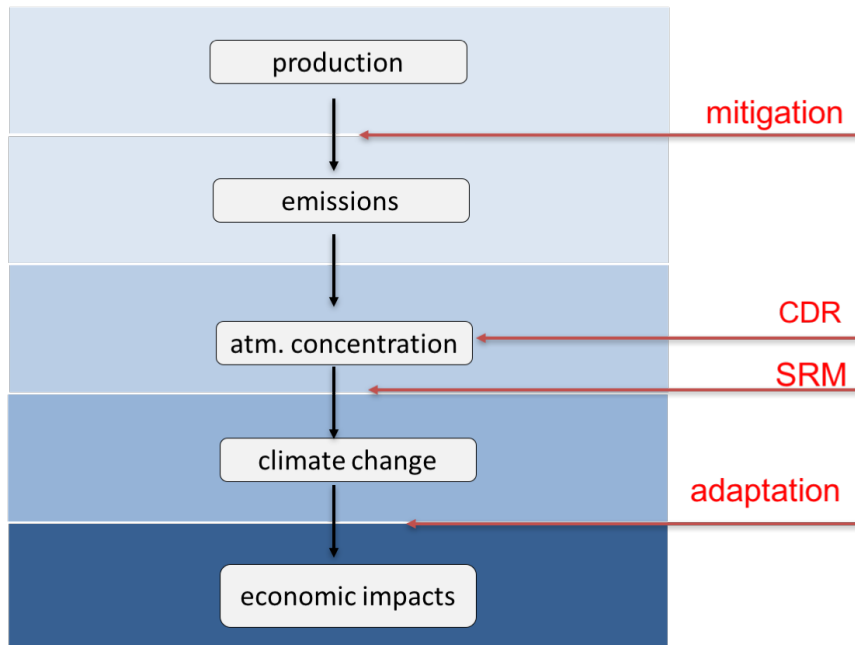 production
mitigation
emissions
CDR
atm. concentration
SRM
climate change
adaptation
economic impacts